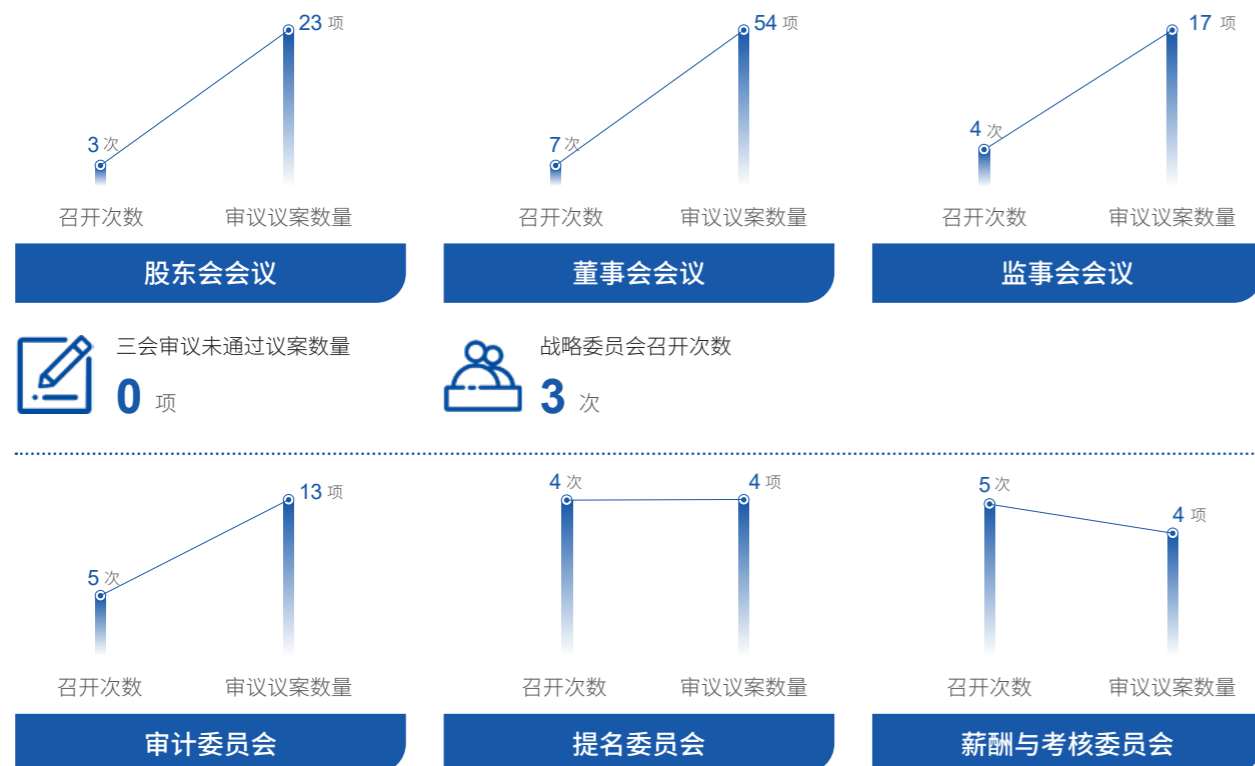 23 项
54 项
17 项
3 次
7 次
4 次
召开次数
审议议案数量
召开次数
审议议案数量
召开次数
审议议案数量
股东会会议
董事会会议
监事会会议
三会审议未通过议案数量
0 项
战略委员会召开次数
3 次
13 项
4 次
4 项
5 次
4 项
5 次
召开次数
审议议案数量
召开次数
审议议案数量
召开次数
审议议案数量
审计委员会
提名委员会
薪酬与考核委员会